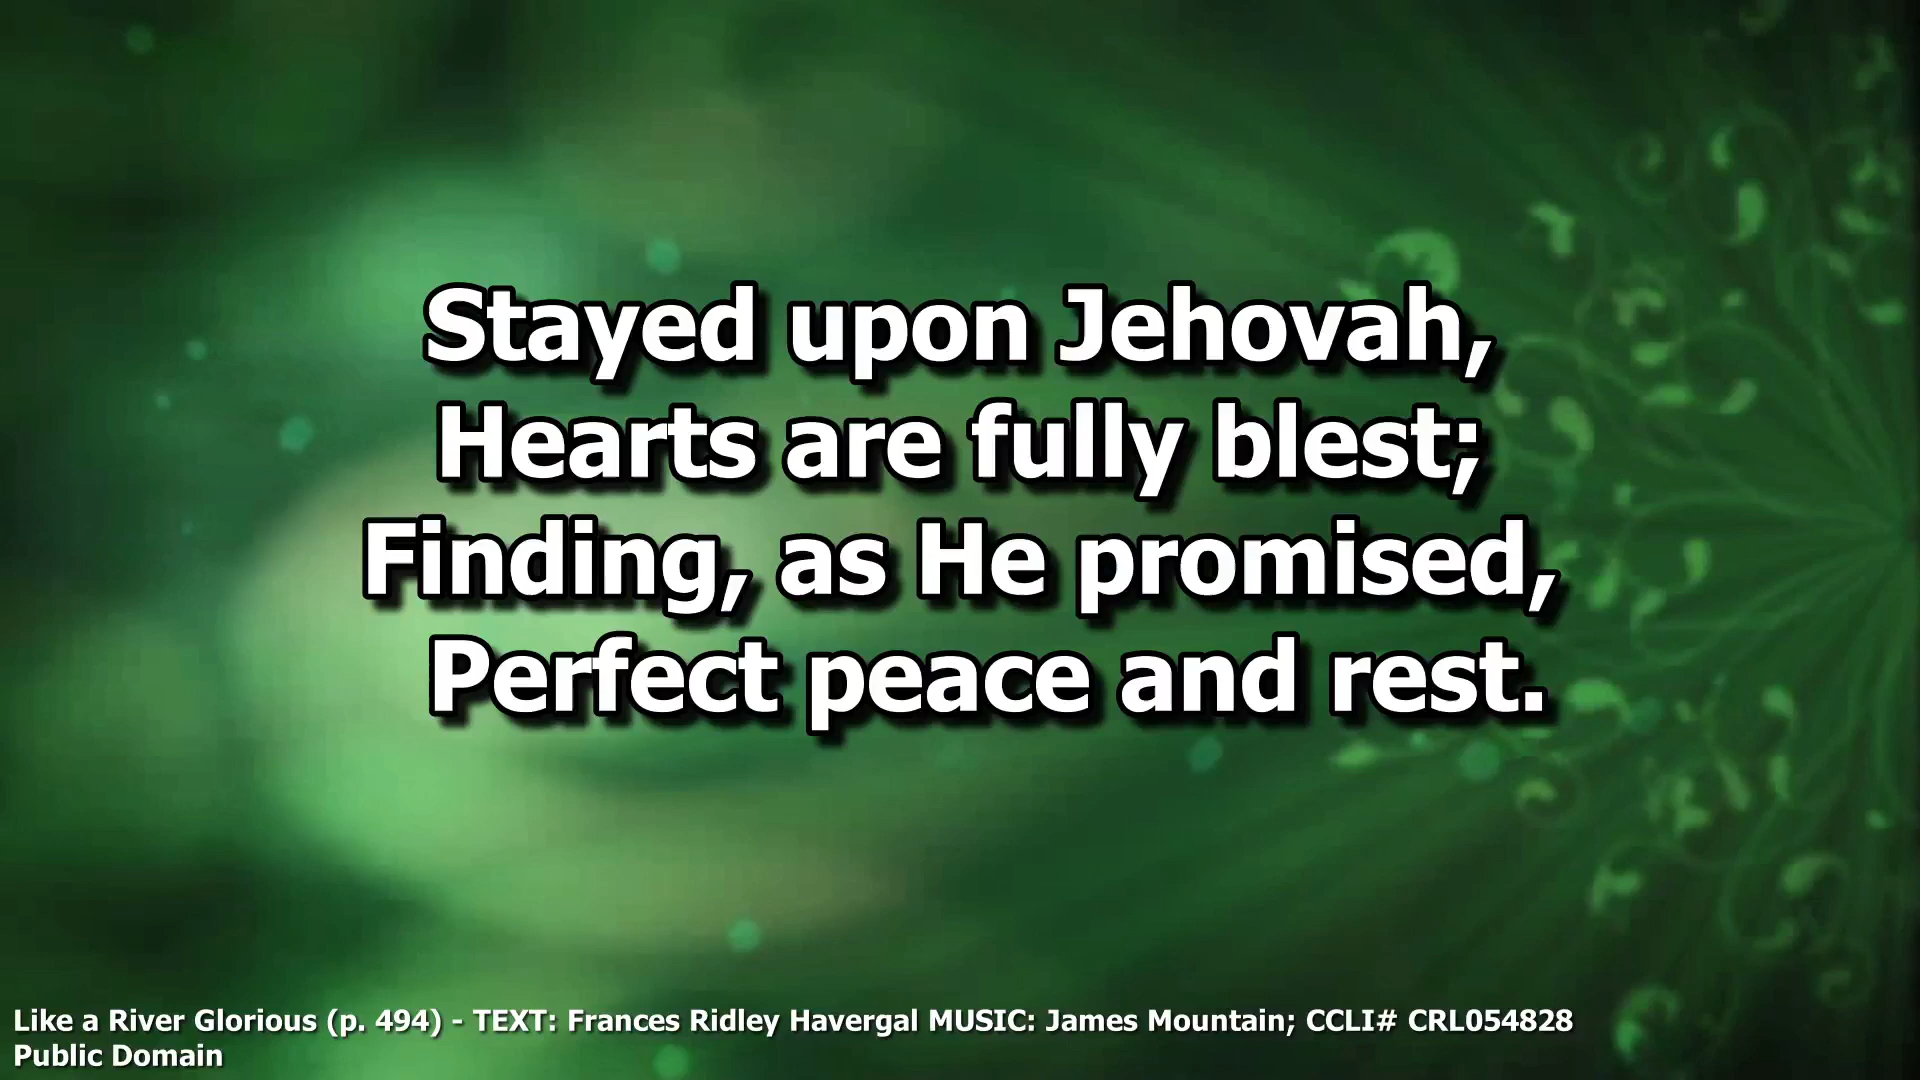 Stayed upon Jehovah,
Hearts are fully blest;
Finding, as He promised,
Perfect peace and rest.
Like a River Glorious (p. 494) - TEXT: Frances Ridley Havergal MUSIC: James Mountain; CCLI# CRL054828
Public Domain